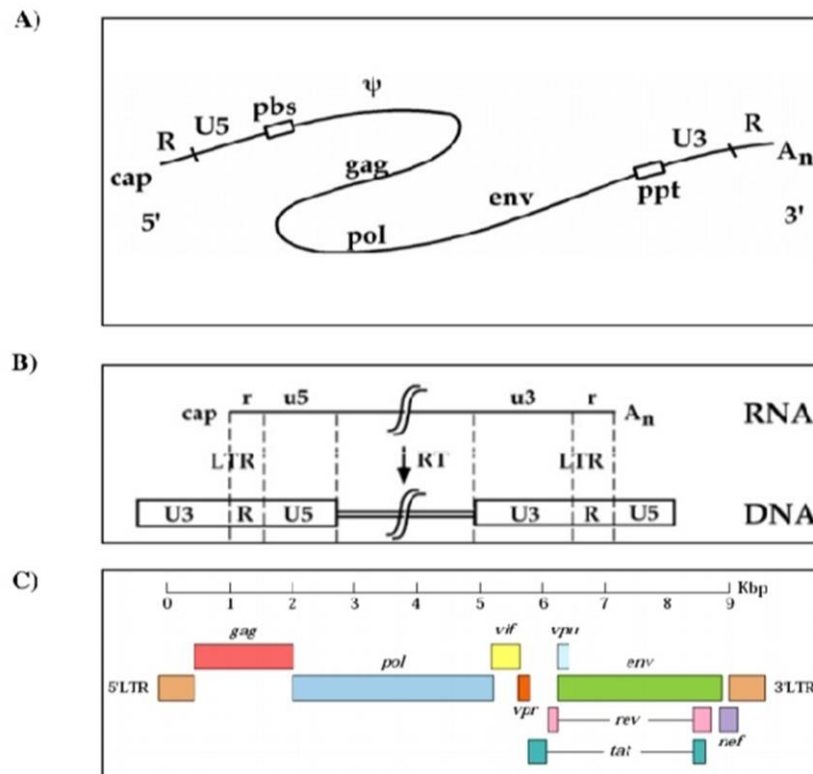 A)
ψ
pbs
R U5
U3 R
cap
An
gag
env
ppt
5'
3'
pol
B)
r u5 u3 r
cap An RNA
LTR RT LTR
U3 R U5 U3 R U5 DNA
C)
Kbp
0 1 2 3 4 5 6 7 8 9
gag vif vpu
pol env
5'LTR 3'LTR
vpr rev nef
tat